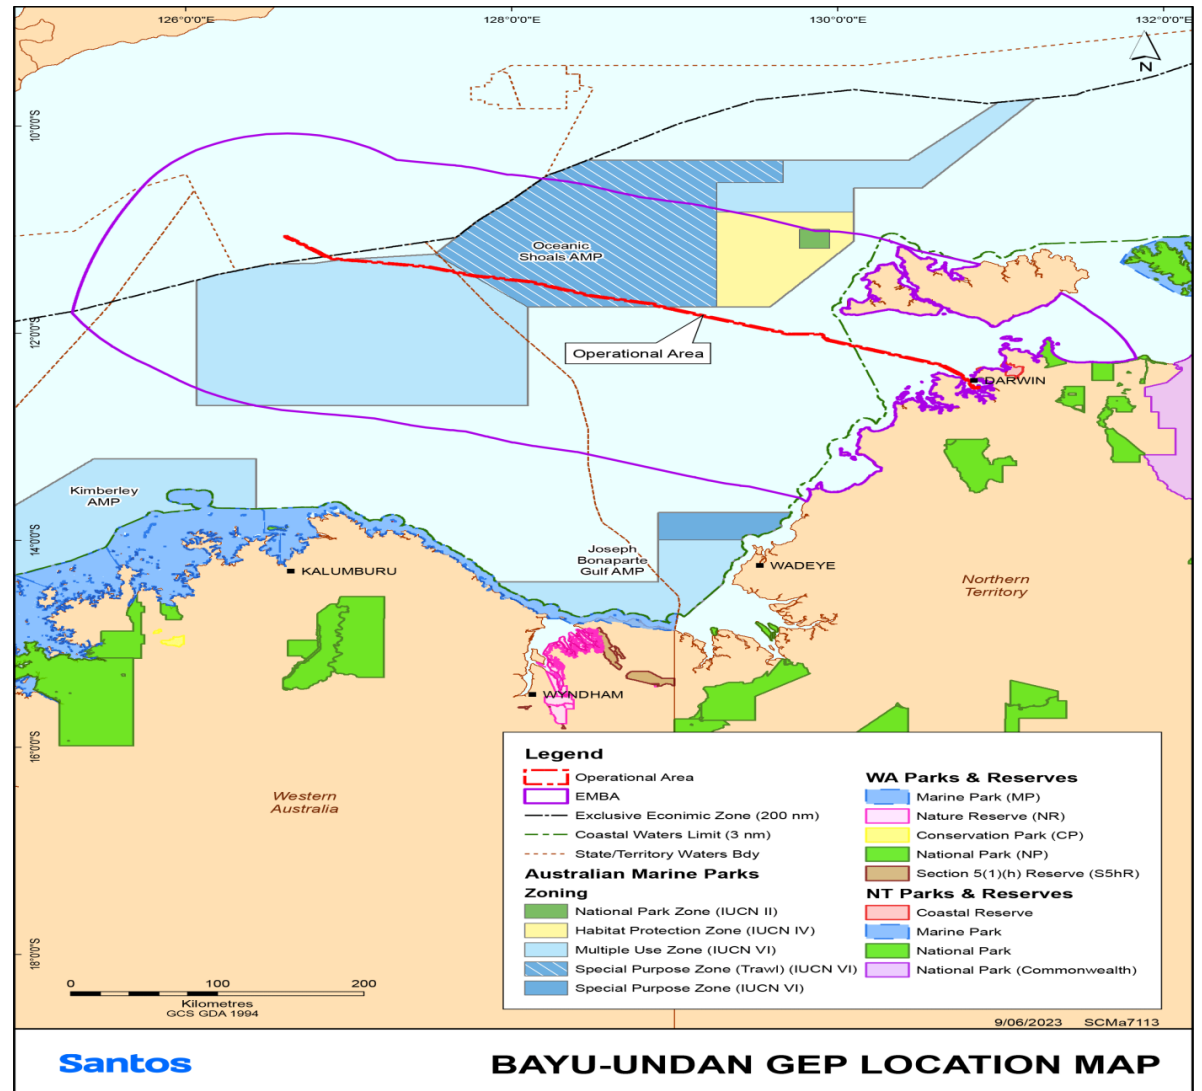 126°0'0"E
128°0'0"E
130°0'0"E
132°0'0"E
N
10°0'0"S
12°0'0"S
14°0'0"S
16°0'0"S
18°0'0"S
Oceanic
Shoals AMP
Operational Area
DARWIN
Kimberley
AMP
Joseph
Bonaparte
Gulf AMP
KALUMBURU
WADEYE
Northern
Territory
WYNDHAM
Western
Australia
Legend
Operational Area
EMBA
Exclusive Econimic Zone (200 nm)
Coastal Waters Limit (3 nm)
State/Territory Waters Bdy
Australian Marine Parks
Zoning
National Park Zone (IUCN II)
Habitat Protection Zone (IUCN IV)
Multiple Use Zone (IUCN VI)
Special Purpose Zone (Trawl) (IUCN VI)
Special Purpose Zone (IUCN VI)
WA Parks & Reserves
Marine Park (MP)
Nature Reserve (NR)
Conservation Park (CP)
National Park (NP)
Section 5(1)(h) Reserve (S5hR)
NT Parks & Reserves
Coastal Reserve
Marine Park
National Park
National Park (Commonwealth)
0 100 200
Kilometres
GCS GDA 1994
9/06/2023 SCMa7113
Santos
BAYU-UNDAN GEP LOCATION MAP